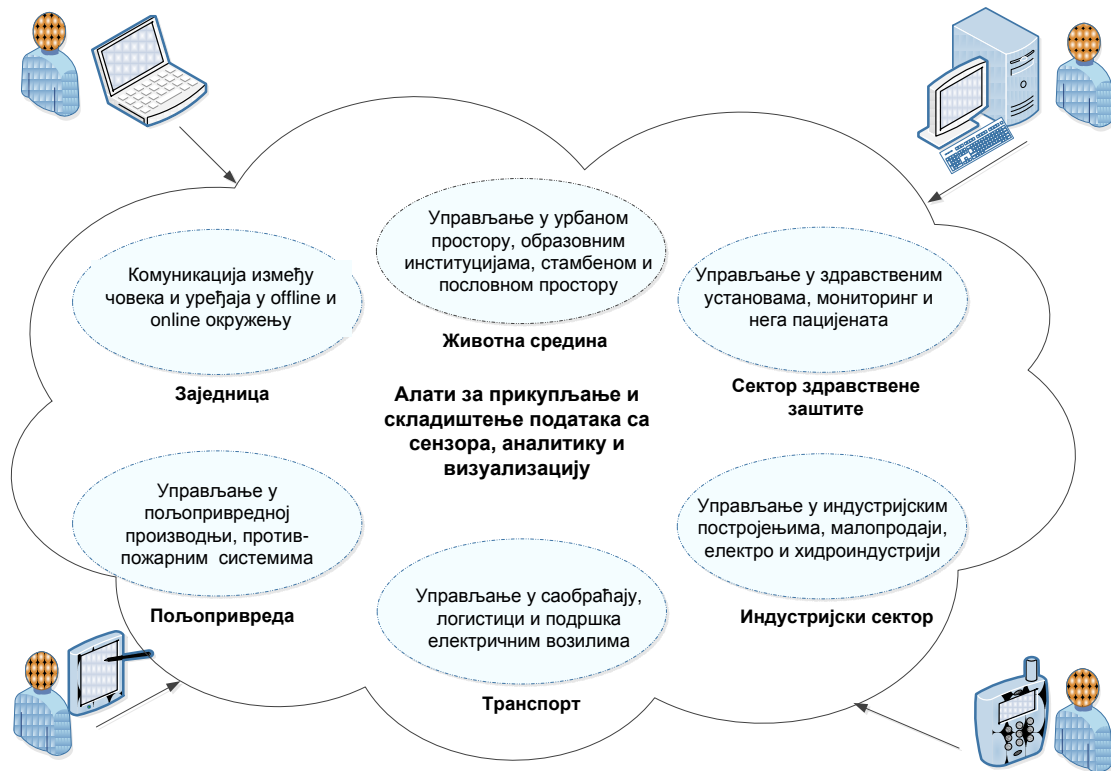 Управљање у урбаном
простору, образовним
институцијама, стамбеном и
пословном простору
Животна средина
Комуникација између
човека и уређаја у offline и
online окружењу
Заједница
Управљање у здравственим
установама, мониторинг и
нега пацијената
Сектор здравствене
заштите
Алати за прикупљање и
складиштење података са
сензора, аналитику и
визуализацију
Управљање у
пољопривредној
производњи, против-
пожарним системима
Пољопривреда
Управљање у индустријским
постројењима, малопродаји,
електро и хидроиндустрији
Индустријски сектор
Управљање у саобраћају,
логистици и подршка
електричним возилима
Транспорт